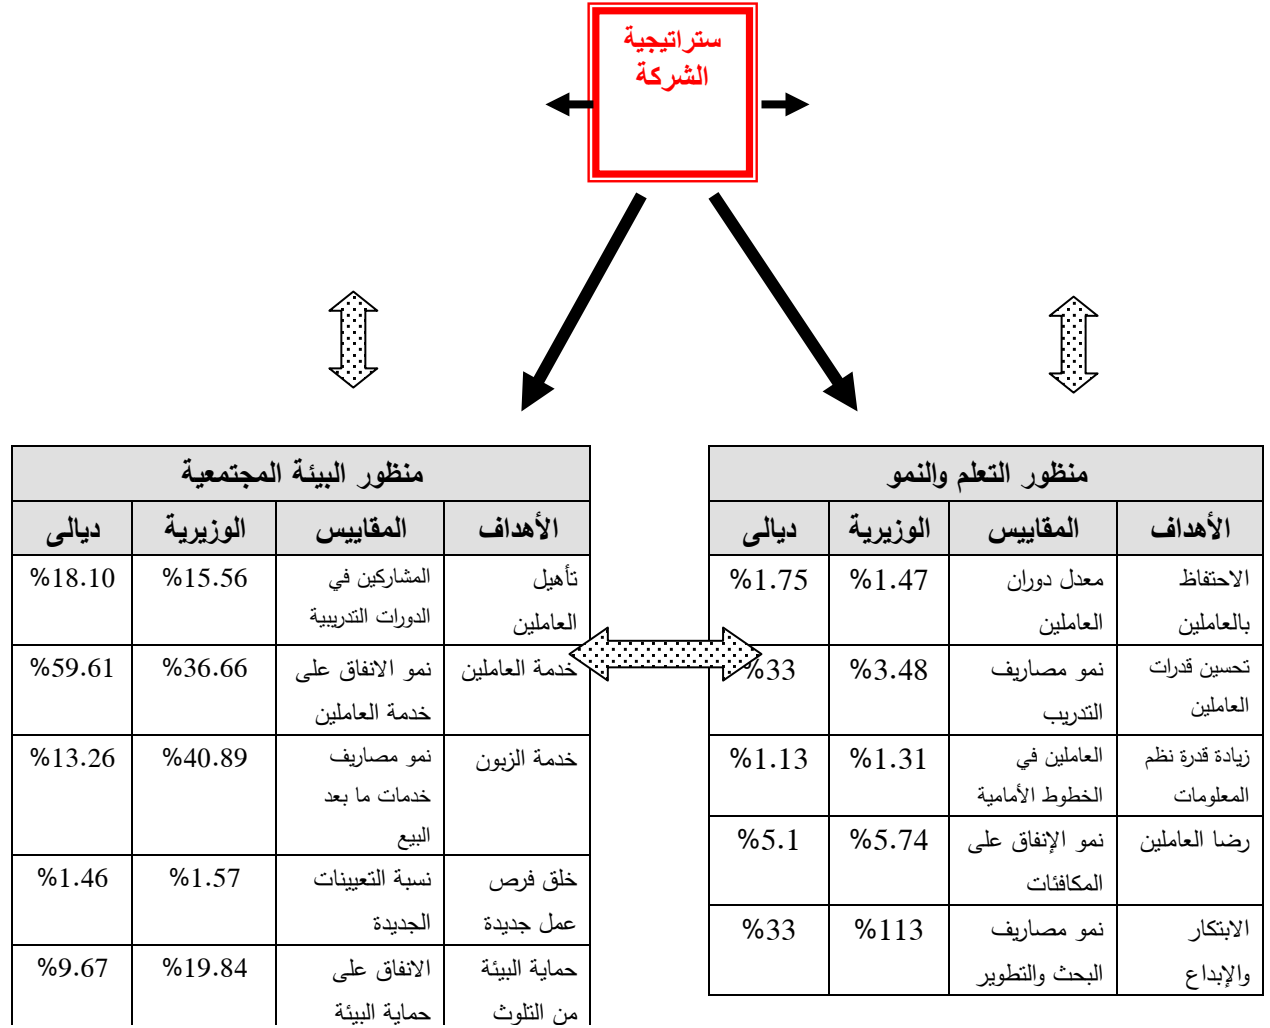 ستراتيجية
الشركة
منظور التعلم والنمو
الأهداف المقاييس الوزيرية ديالى
الاحتفاظ معدل دوران %1.47 %1.75
بالعاملين العاملين
تحسين قدرات نمو مصاريف %3.48 %33
العاملين التدريب
زيادة قدرة نظم العاملين في %1.31 %1.13
المعلومات الخطوط الأمامية
رضا العاملين نمو الإنفاق على %5.74 %5.1
المكافئات
الابتكار نمو مصاريف %113 %33
والإبداع البحث والتطوير
منظور البيئة المجتمعية
الأهداف المقاييس الوزيرية ديالى
تأهيل المشاركين في %15.56 %18.10
العاملين الدورات التدريبية
خدمة العاملين نمو الانفاق على %36.66 %59.61
خدمة العاملين
خدمة الزبون نمو مصاريف %40.89 %13.26
خدمات ما بعد
البيع
خلق فرص نسبة التعيينات %1.57 %1.46
عمل جديدة الجديدة
حماية البيئة الانفاق على %19.84 %9.67
من التلوث حماية البيئة